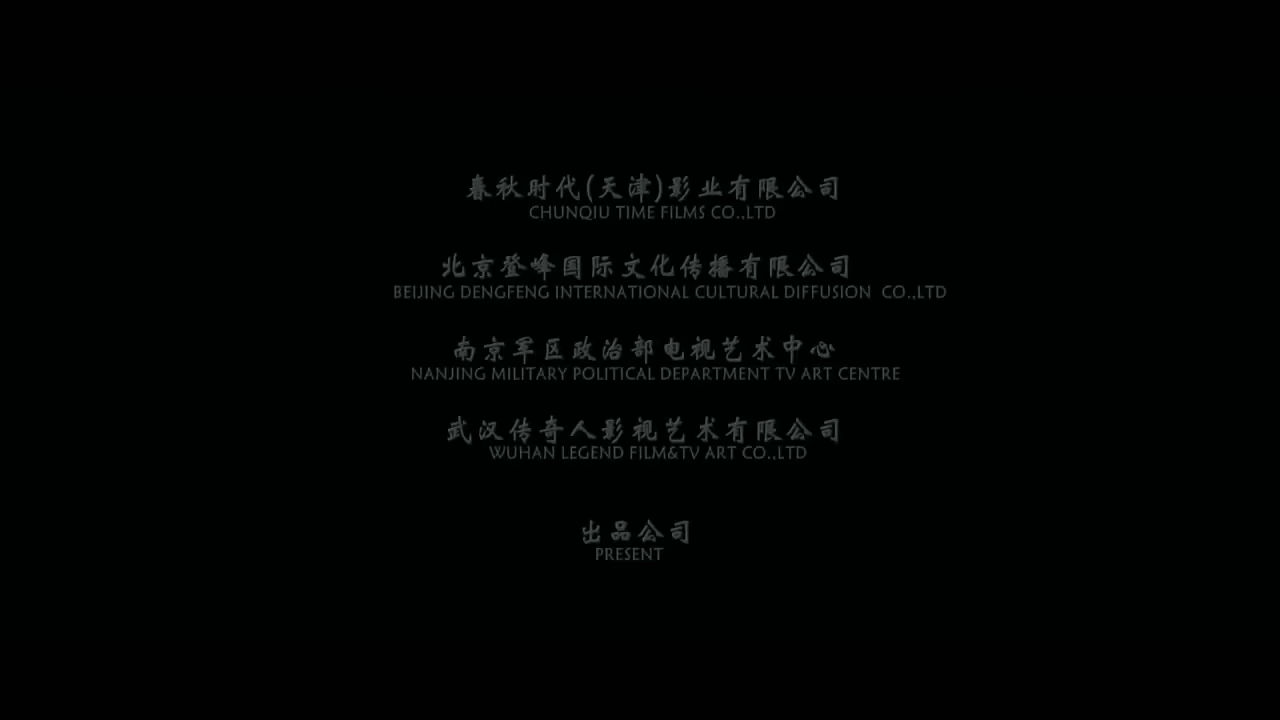 春秋时代(天津)影业有限公司
CHUNQIU TIME FILMS CO.,LTD
北京登峰国际文化传播有限公司
BEIJING DENGFENG INTERNATIONAL CULTURAL DIFFUSION CO.,LTD
南京军区政治部电视艺术中心
NANJING MILITARY POLITICAL DEPARTMENT TV ART CENTRE
武汉传奇人影视艺术有限公司
WUHAN LEGEND FILM&TV ART CO.,LTD
出品公司
PRESENT